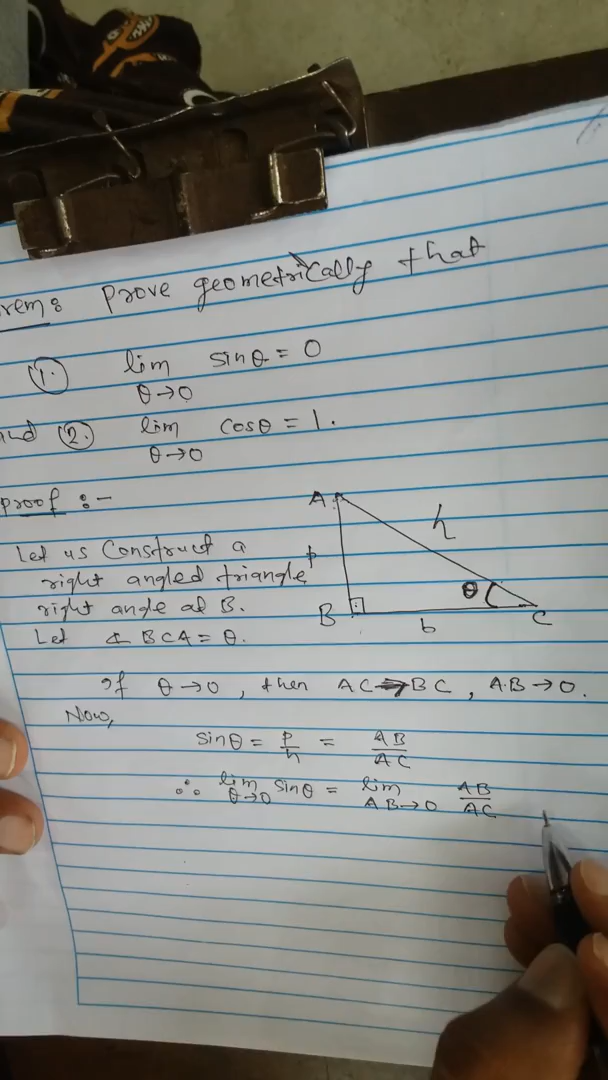 rem: prove geometrically that
1. lim sinθ = 0
θ→0
and 2. lim cosθ = 1.
θ→0
proof :-
Let us Construct a
right angled triangle,
right angle at B.
Let ∠BCA = θ.
A
p
h
B
b
θ
C
If θ→0, then AC→BC, AB→0.
Now,
sinθ = p/h = AB/AC
∴ lim sinθ = lim AB/AC
θ→0 AB→0